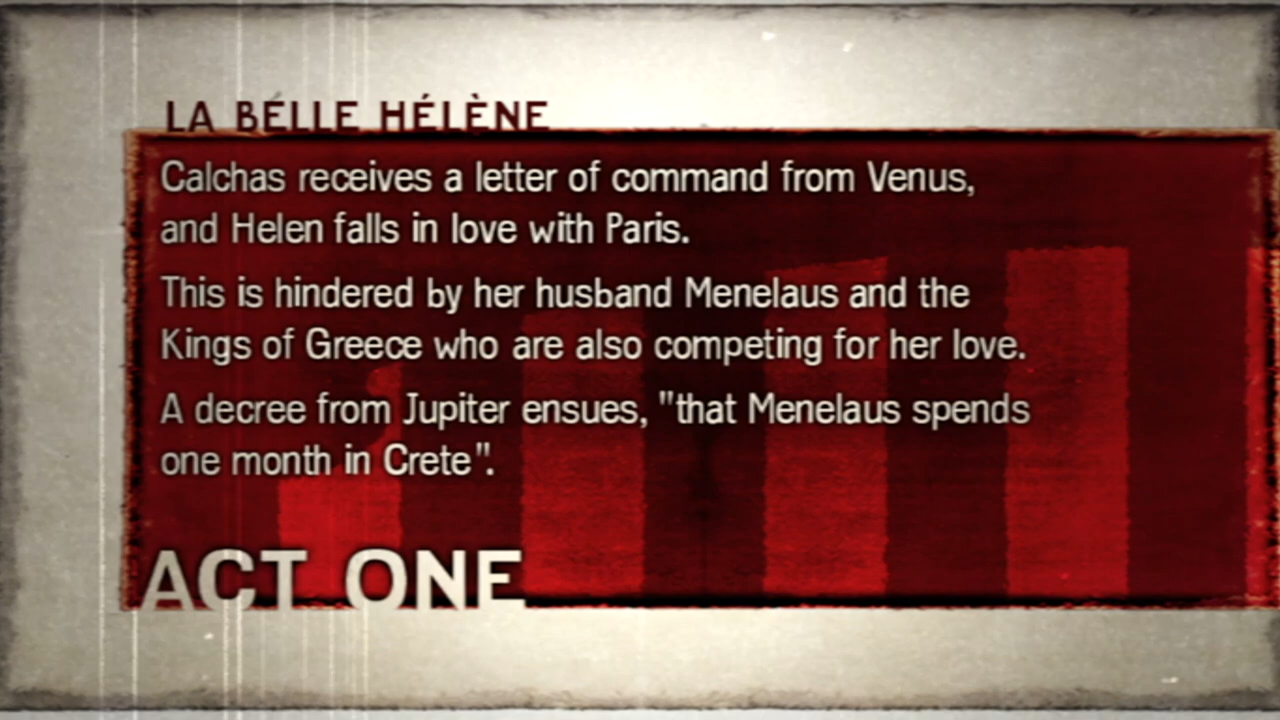 LA BÉLLE HÉLÈNE
Calchas receives a letter of command from Venus,
and Helen falls in love with Paris.
This is hindered by her husband Menelaus and the
Kings of Greece who are also competing for her love.
A decree from Jupiter ensues, "that Menelaus spends
one month in Crete".
ACT ONE